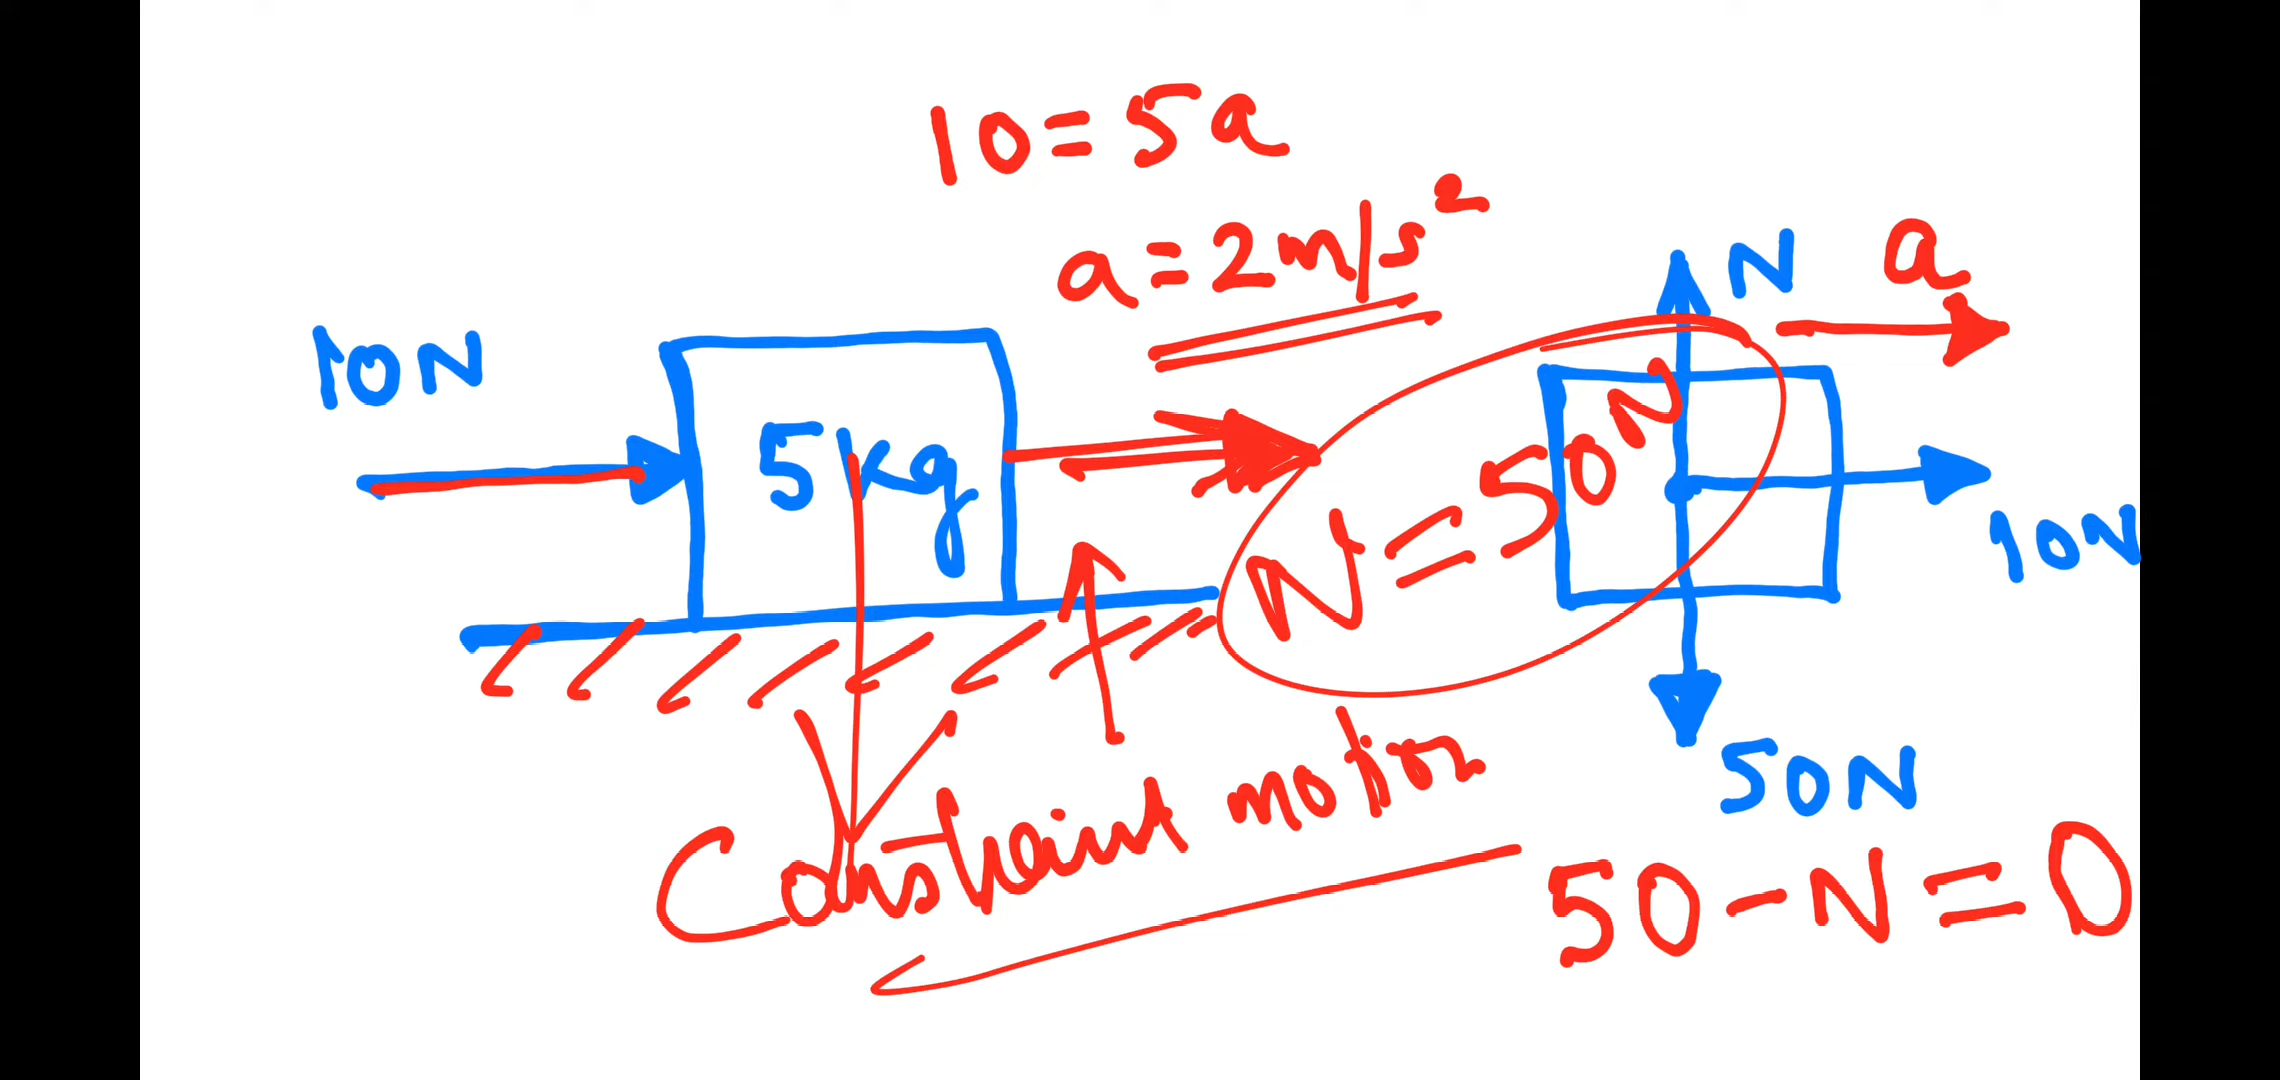 10=5a
a=2m/s²
N
a
10N
5kg
N=50N
10N
50N
Constraint motion
50-N=0